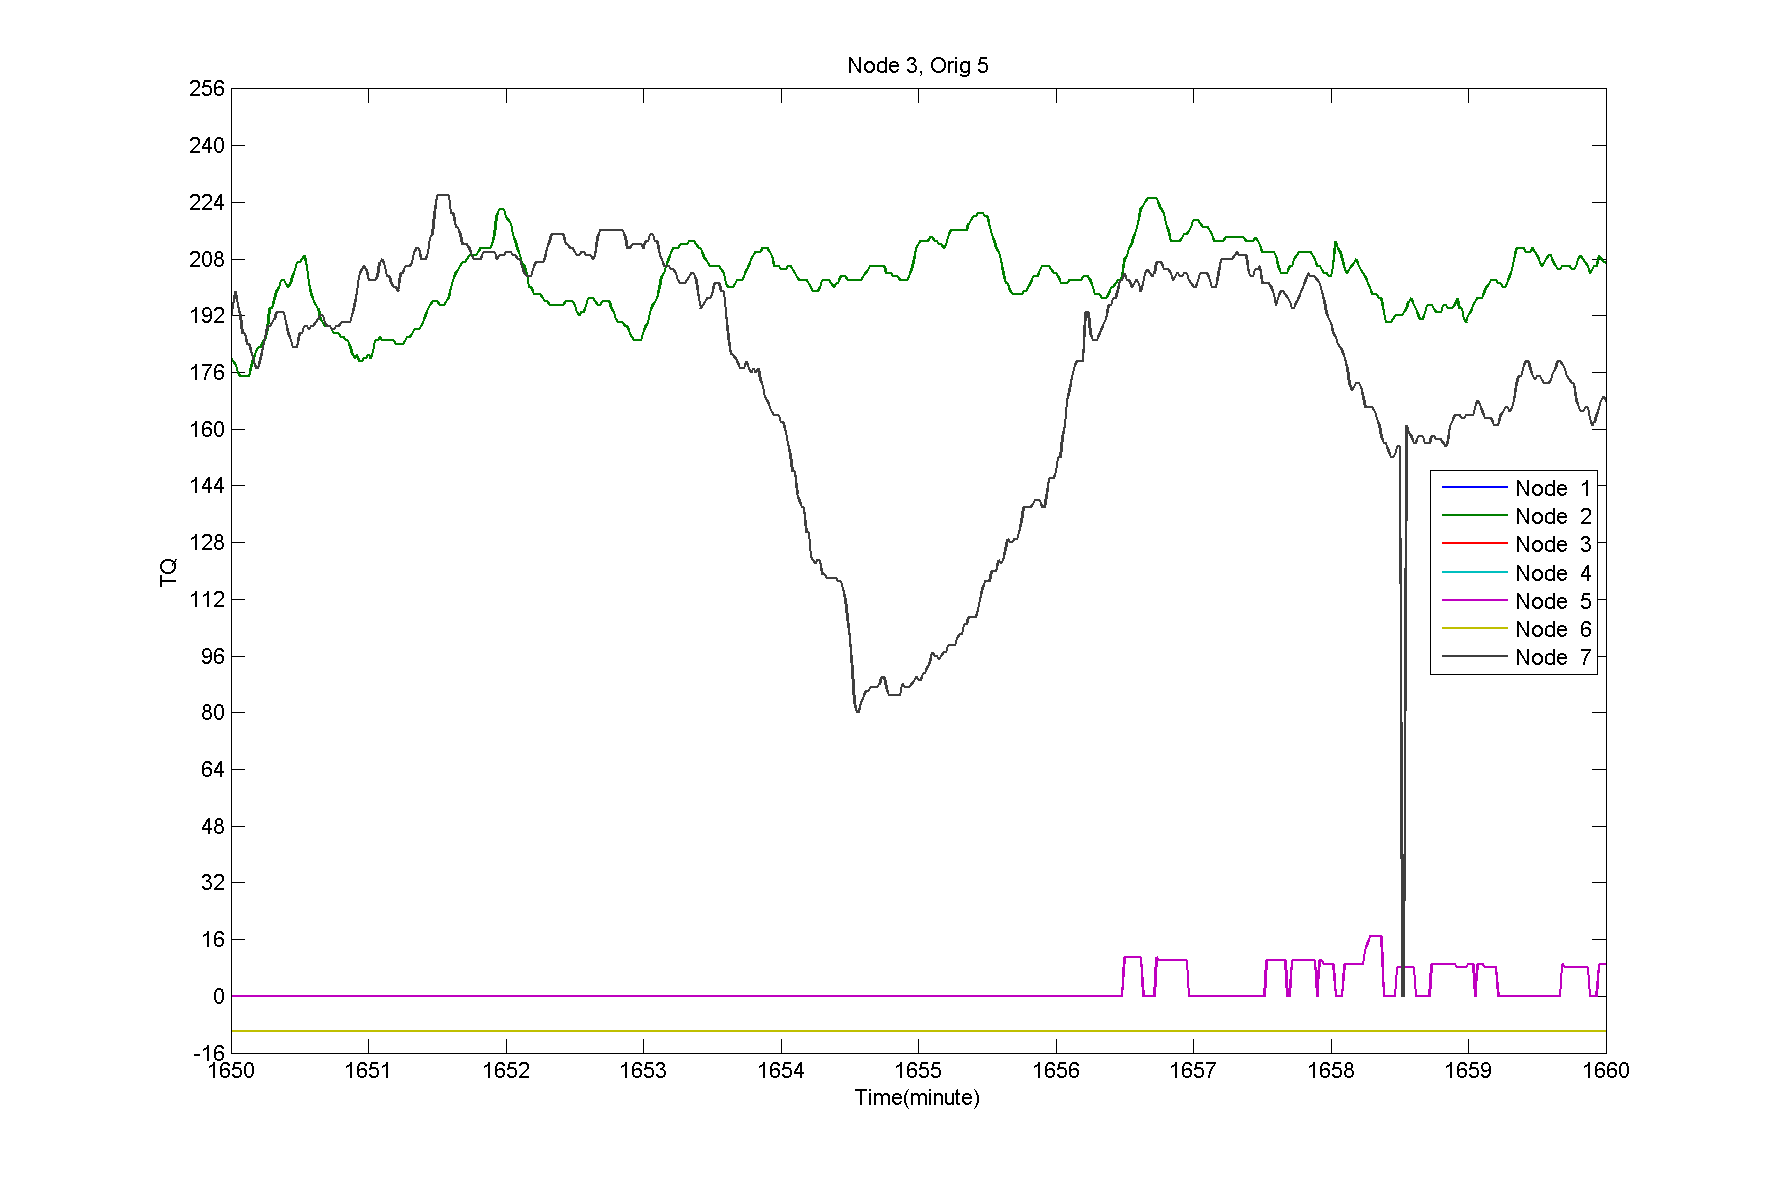 Node 3, Orig 5
256
240
224
208
192
176
160
144
128
112
96
80
64
48
32
16
0
-16
TQ
Node 1
Node 2
Node 3
Node 4
Node 5
Node 6
Node 7
1650 1651 1652 1653 1654 1655 1656 1657 1658 1659 1660
Time(minute)